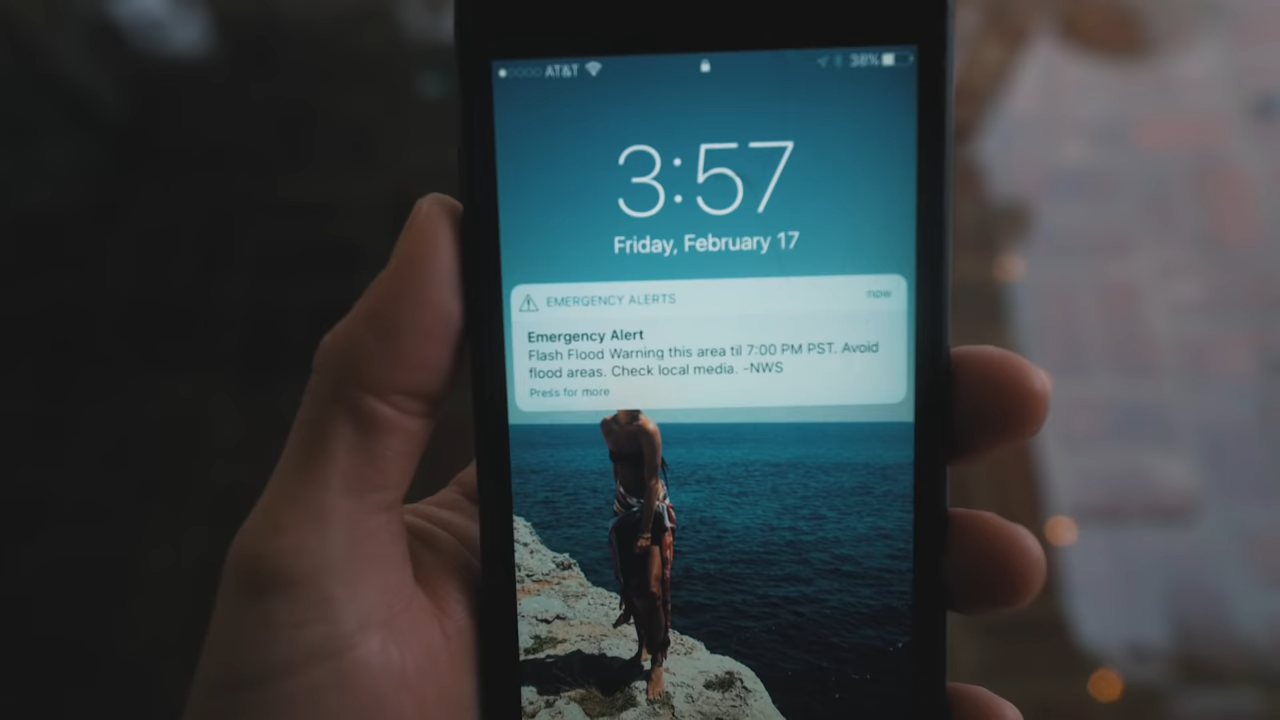 AT&T 38%
3:57
Friday, February 17
EMERGENCY ALERTS now
Emergency Alert
Flash Flood Warning this area til 7:00 PM PST. Avoid
flood areas. Check local media. -NWS
Press for more